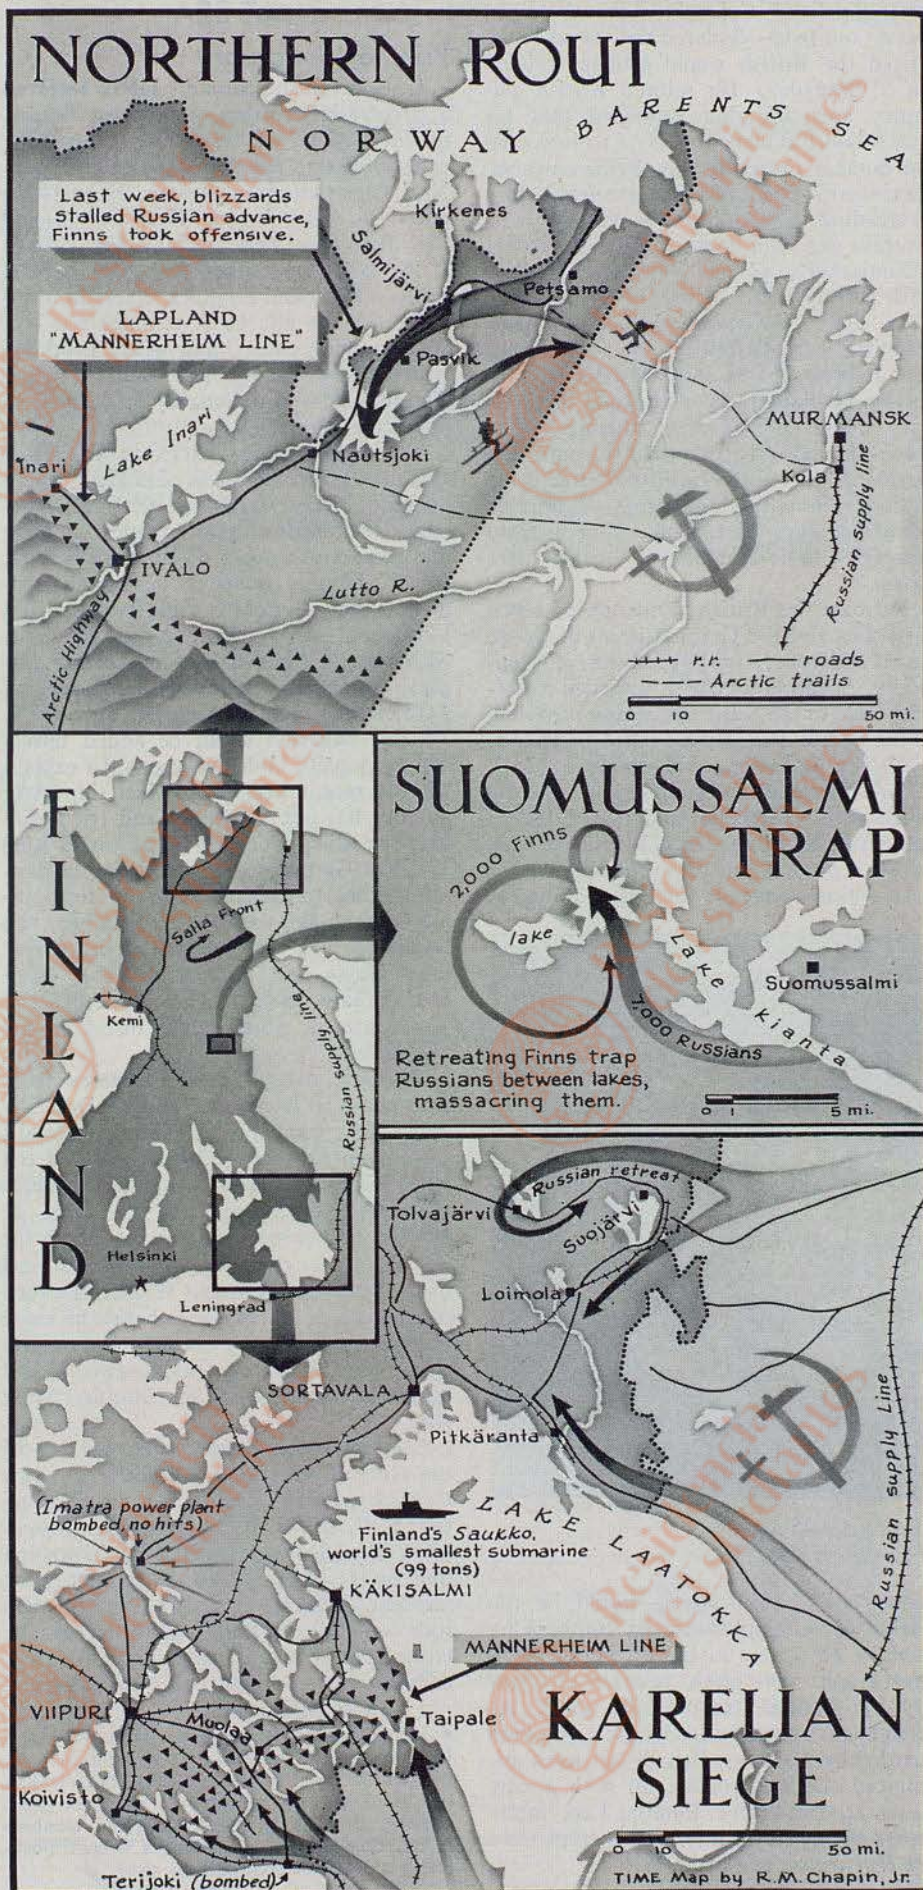 NORTHERN ROUT
NORWAY
BARENTS SEA
Last week, blizzards
stalled Russian advance,
Finns took offensive.
Kirkenes
Salmijärvi
Petsamo
LAPLAND
"MANNERHEIM LINE"
Pasvik
Lake Inari
Inari
Nautsjoki
MURMANSK
Kola
Russian supply line
IVALO
Lutto R.
Arctic Highway
r.r. roads
Arctic trails
0 10 50 mi.
FINLAND
Salla Front
Kemi
Russian supply line
Helsinki
Leningrad
SUOMUSSALMI
TRAP
2,000 Finns
lake
Lake Kianta
Suomussalmi
7,000 Russians
Retreating Finns trap
Russians between lakes,
massacring them.
0 1 5 mi.
Russian retreat
Tolvajärvi
Suojärvi
Loimola
SORTAVALA
Pitkäranta
Russian supply Line
(Imatra power plant
bombed, no hits)
LAKE LAATOKKA
Finland's Saukko,
world's smallest submarine
(99 tons)
KÄKISALMI
MANNERHEIM LINE
VIIPURI
Muolaa
Taipale
KARELIAN
SIEGE
Koivisto
0 10 50 mi.
Terijoki (bombed)
TIME Map by R.M. Chapin, Jr.
Residencia
de Estudiantes